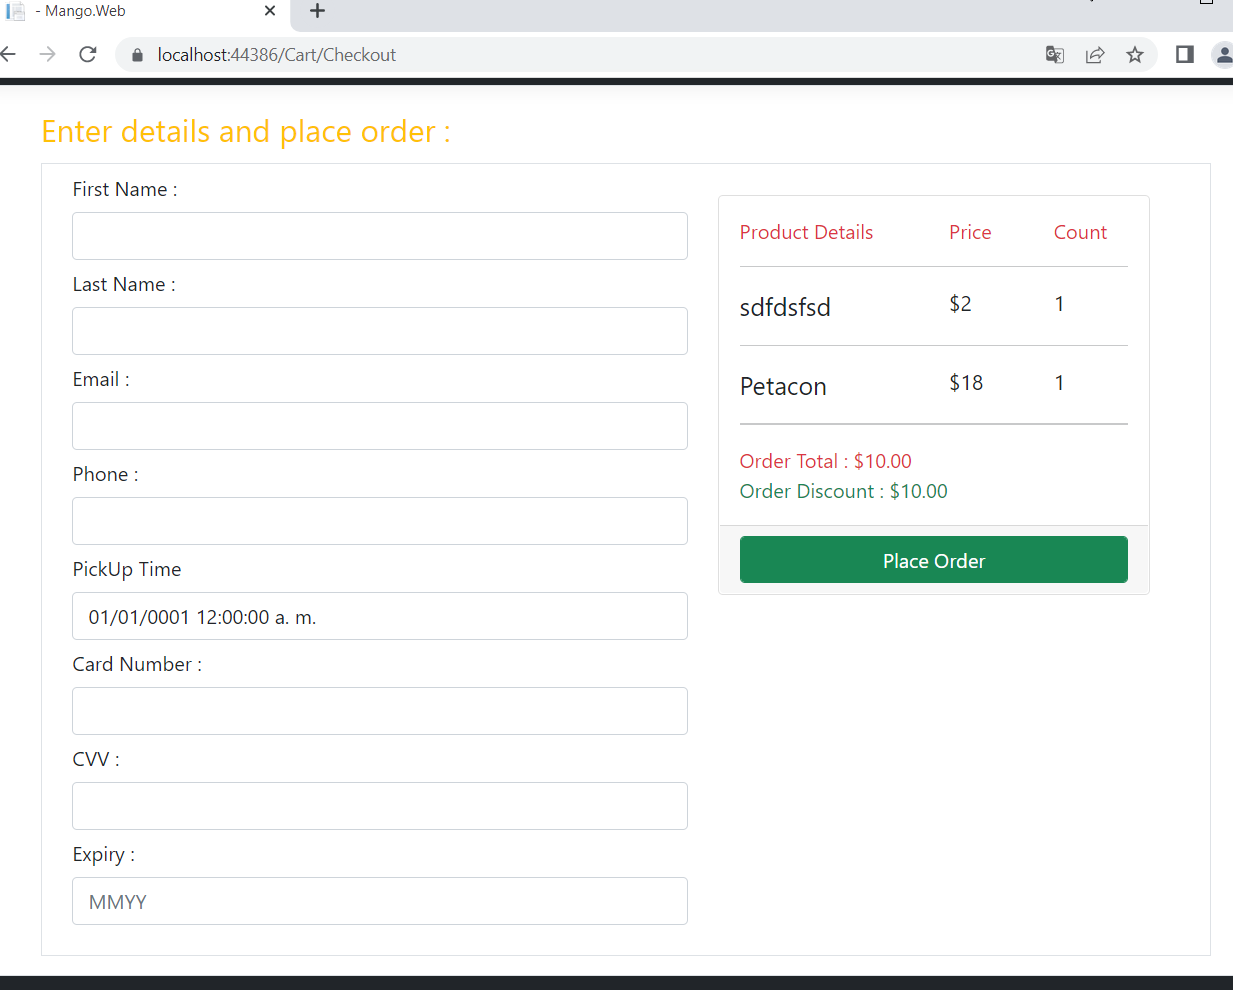 - Mango.Web
localhost:44386/Cart/Checkout
Enter details and place order :
First Name :
Last Name :
Email :
Phone :
PickUp Time
01/01/0001 12:00:00 a. m.
Card Number :
CVV :
Expiry :
MMYY
Product Details Price Count
sdfdsfsd $2 1
Petacon $18 1
Order Total : $10.00
Order Discount : $10.00
Place Order